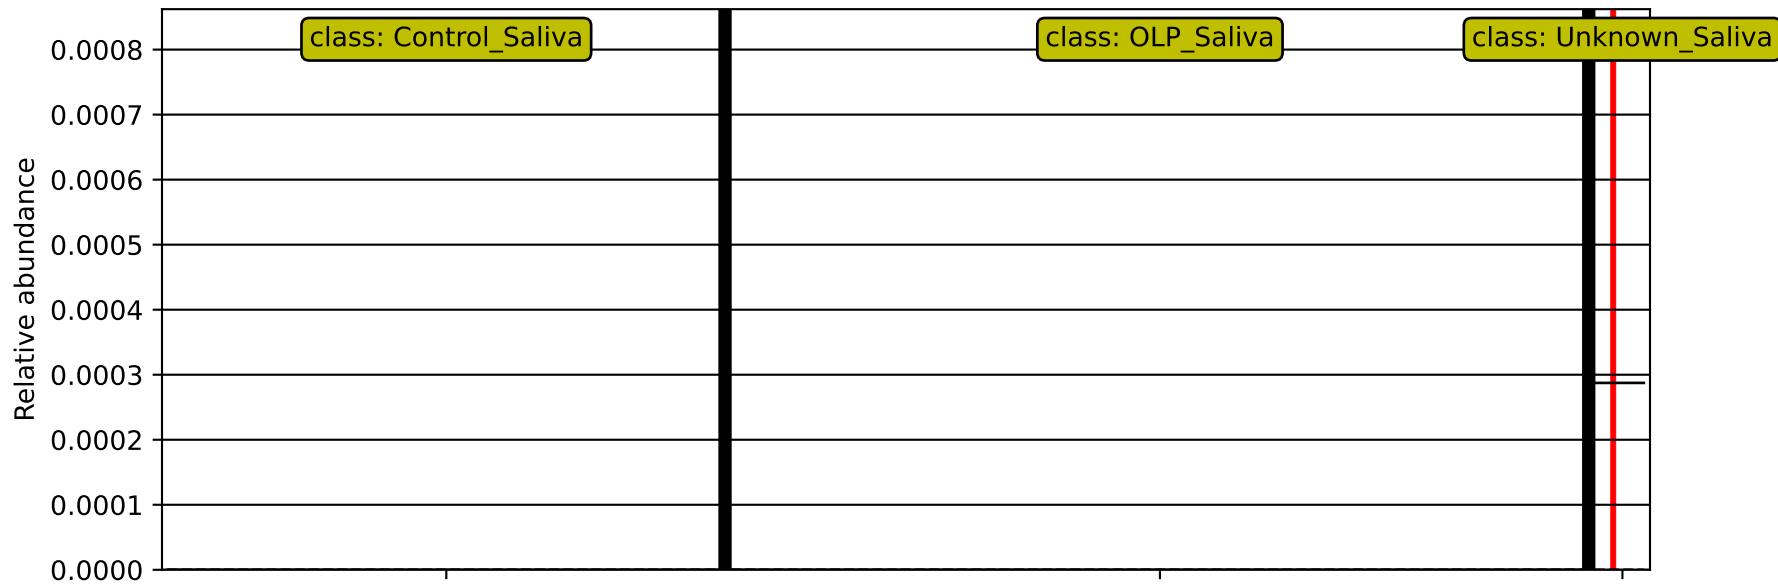 class: Control_Saliva
class: OLP_Saliva
class: Unknown_Saliva
Relative abundance
0.0008
0.0007
0.0006
0.0005
0.0004
0.0003
0.0002
0.0001
0.0000